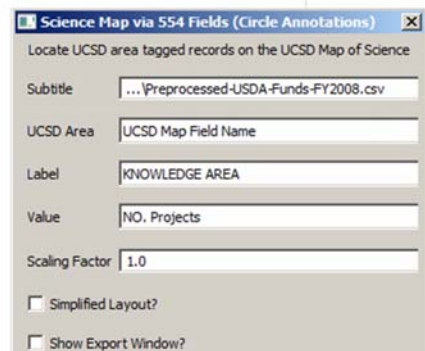 Science Map via 554 Fields (Circle Annotations)
Locate UCSD area tagged records on the UCSD Map of Science
Subtitle ...\Preprocessed-USDA-Funds-FY2008.csv
UCSD Area UCSD Map Field Name
Label KNOWLEDGE AREA
Value NO. Projects
Scaling Factor 1.0
Simplified Layout?
Show Export Window?